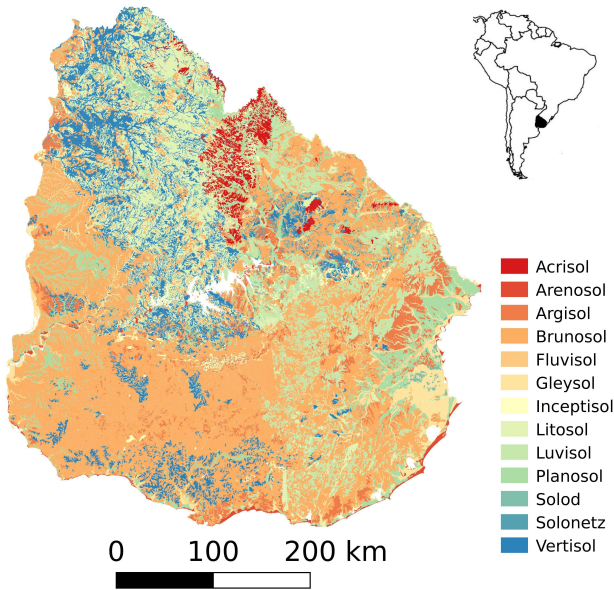 Acrisol
Arenosol
Argisol
Brunosol
Fluvisol
Gleysol
Inceptisol
Litosol
Luvisol
Planosol
Solod
Solonetz
Vertisol
0 100 200 km